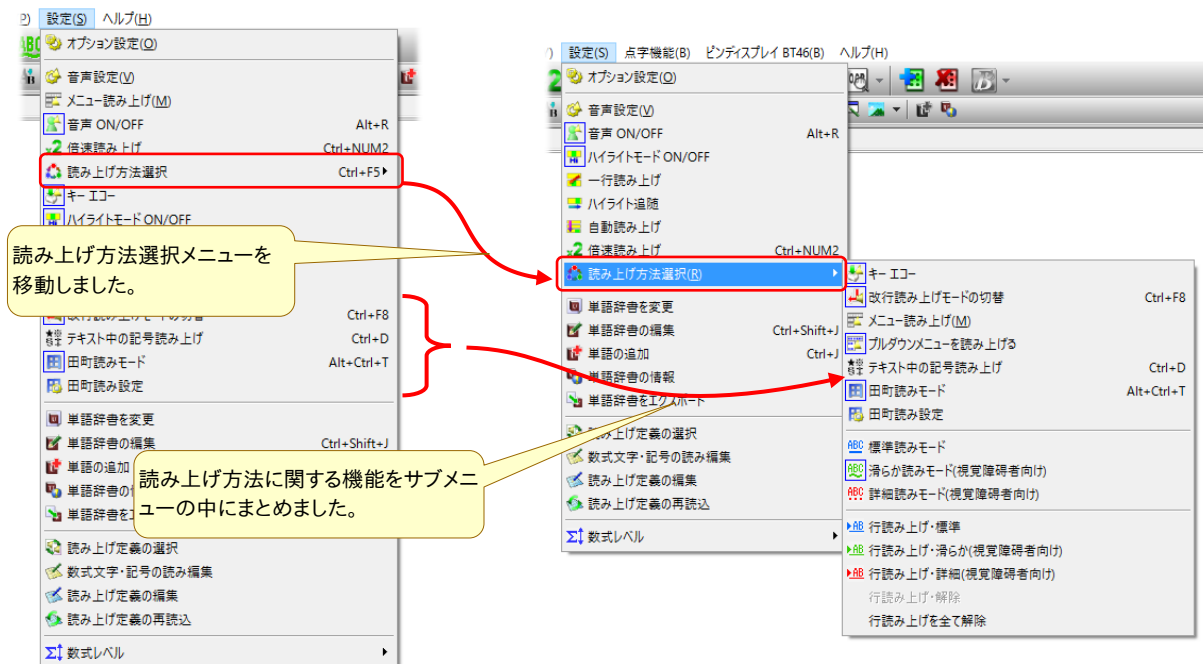 設定(S) ヘルプ(H)
オプション設定(O)
音声設定(V)
メニュー読み上げ(M)
音声 ON/OFF Alt+R
倍速読み上げ Ctrl+NUM2
読み上げ方法選択 Ctrl+F5
キー エコー
ハイライトモード ON/OFF
読み上げ方法選択メニューを
移動しました。
改行読み上げモードの切替 Ctrl+F8
テキスト中の記号読み上げ Ctrl+D
田町読みモード Alt+Ctrl+T
田町読み設定
単語辞書を変更
単語辞書の編集 Ctrl+Shift+J
単語の追加
単語辞書の
単語辞書を
読み上げ方法に関する機能をサブメニ
ューの中にまとめました。
読み上げ定義の選択
数式文字・記号の読み編集
読み上げ定義の編集
読み上げ定義の再読込
数式レベル
設定(S) 点字機能(B) ピンディスプレイ BT46(B) ヘルプ(H)
オプション設定(O)
音声設定(V)
音声 ON/OFF Alt+R
ハイライトモード ON/OFF
一行読み上げ
ハイライト追随
自動読み上げ
倍速読み上げ Ctrl+NUM2
読み上げ方法選択(R)
単語辞書を変更
単語辞書の編集 Ctrl+Shift+J
単語の追加 Ctrl+J
単語辞書の情報
単語辞書をエクスポート
読み上げ定義の選択
数式文字・記号の読み編集
読み上げ定義の編集
読み上げ定義の再読込
数式レベル
キー エコー
改行読み上げモードの切替 Ctrl+F8
メニュー読み上げ(M)
プルダウンメニューを読み上げる
テキスト中の記号読み上げ Ctrl+D
田町読みモード Alt+Ctrl+T
田町読み設定
標準読みモード
滑らか読みモード(視覚障碍者向け)
詳細読みモード(視覚障碍者向け)
行読み上げ・標準
行読み上げ・滑らか(視覚障碍者向け)
行読み上げ・詳細(視覚障碍者向け)
行読み上げ・解除
行読み上げを全て解除